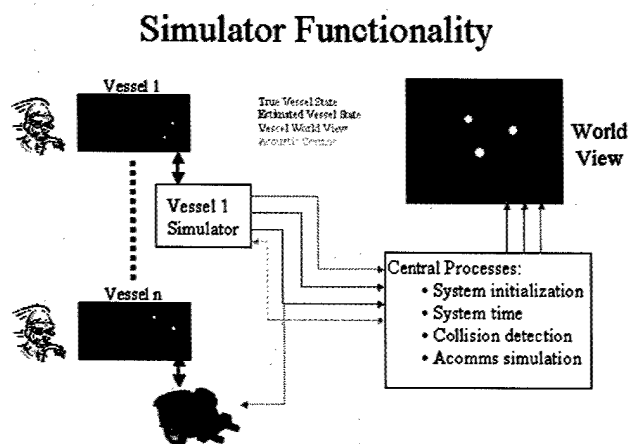 Simulator Functionality
Vessel 1
True Vessel State
Estimated Vessel State
Vessel World View
Acoustic
World
View
Vessel 1
Simulator
Central Processes:
• System initialization
• System time
• Collision detection
• Acomms simulation
Vessel n